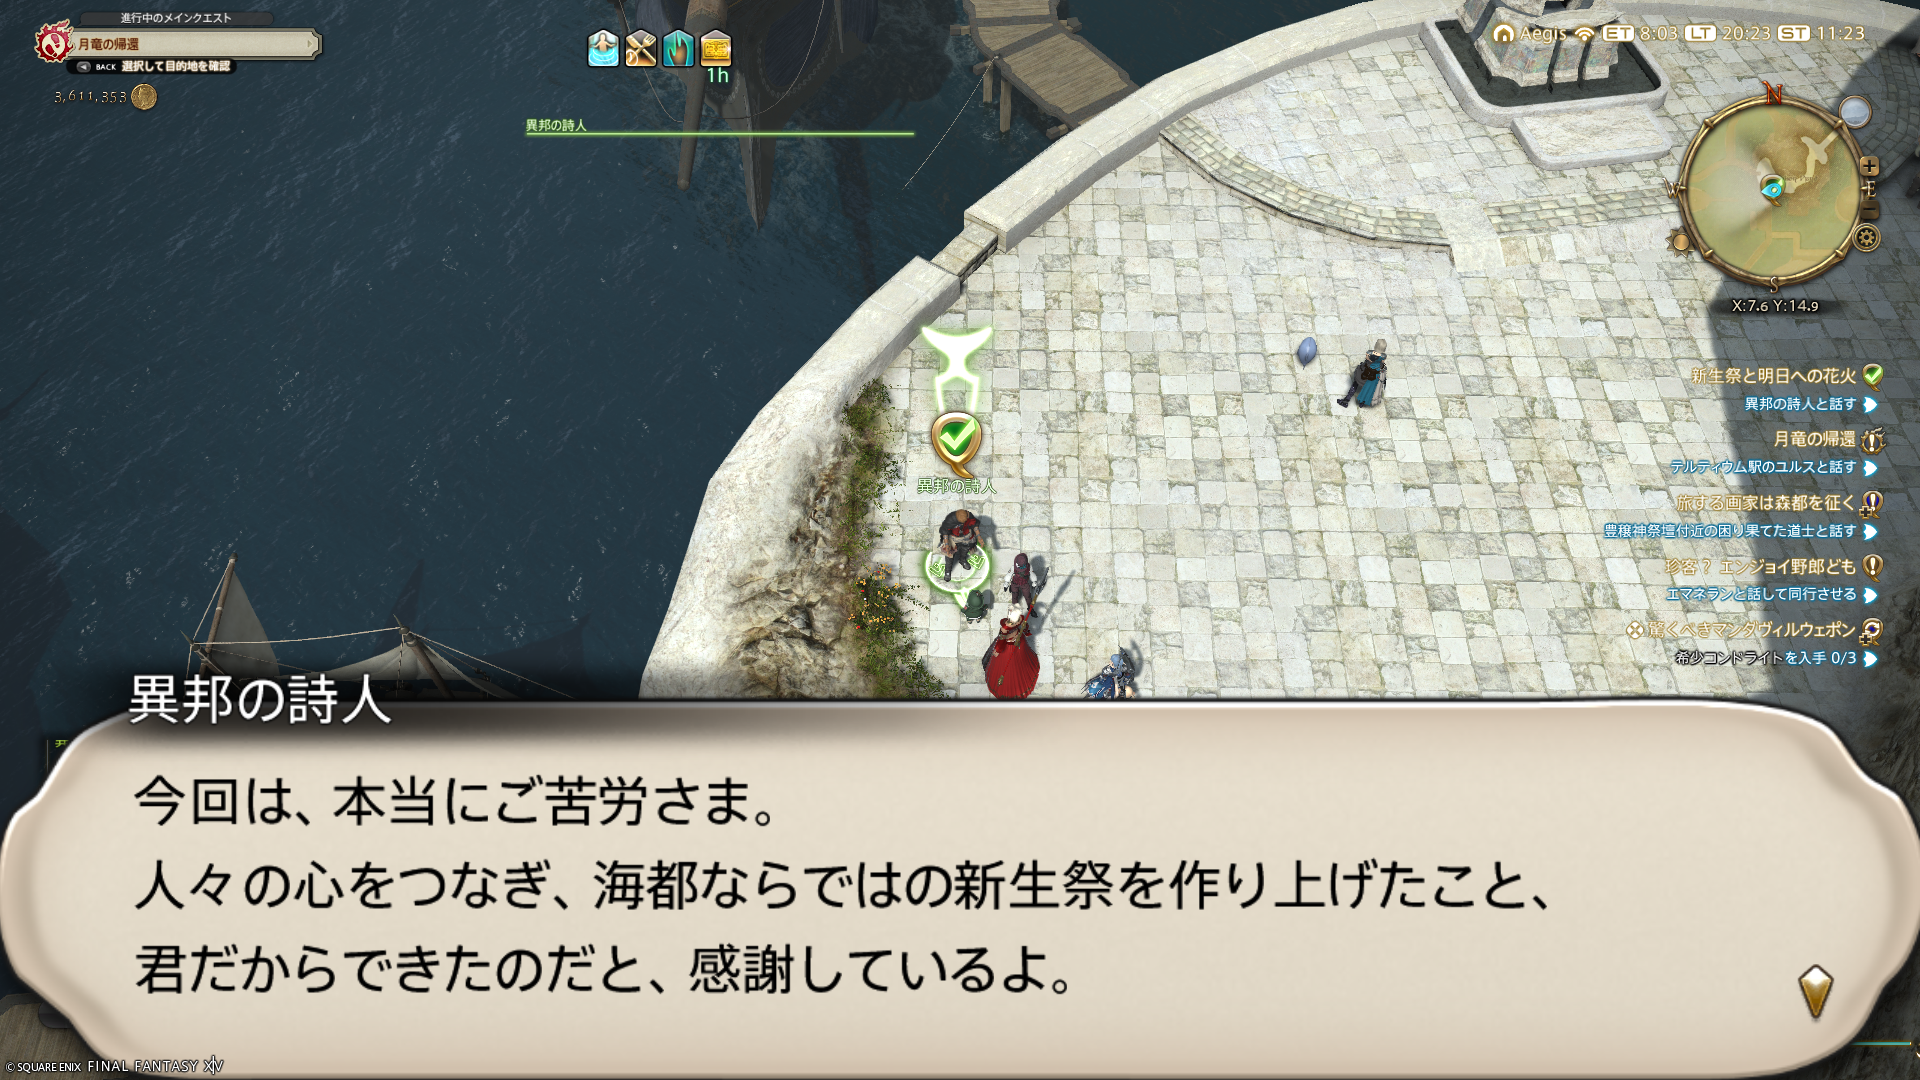 進行中のメインクエスト
月竜の帰還
BACK 選択して目的地を確認
3,611,353
1h
異邦の詩人
Aegis ET 8:03 LT 20:23 ST 11:23
N
W
E
S
X:7.6 Y:14.9
新生祭と明日への花火
異邦の詩人と話す
月竜の帰還
テルティウム駅のユルスと話す
旅する画家は森都を征く
豊穣神祭壇付近の困り果てた道士と話す
珍客？ エンジョイ野郎ども
エマネランと話して同行させる
驚くべきマンダヴィルウェポン
希少コンドライトを入手 0/3
異邦の詩人
異邦の詩人
今回は、本当にご苦労さま。
人々の心をつなぎ、海都ならではの新生祭を作り上げたこと、
君だからできたのだと、感謝しているよ。
© SQUARE ENIX FINAL FANTASY XIV